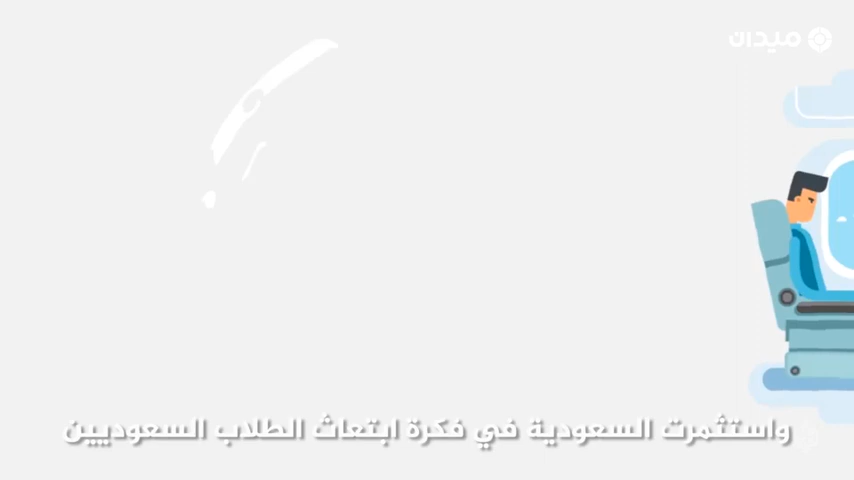 ميدان
واستثمرت السعودية في فكرة ابتعاث الطلاب السعوديين